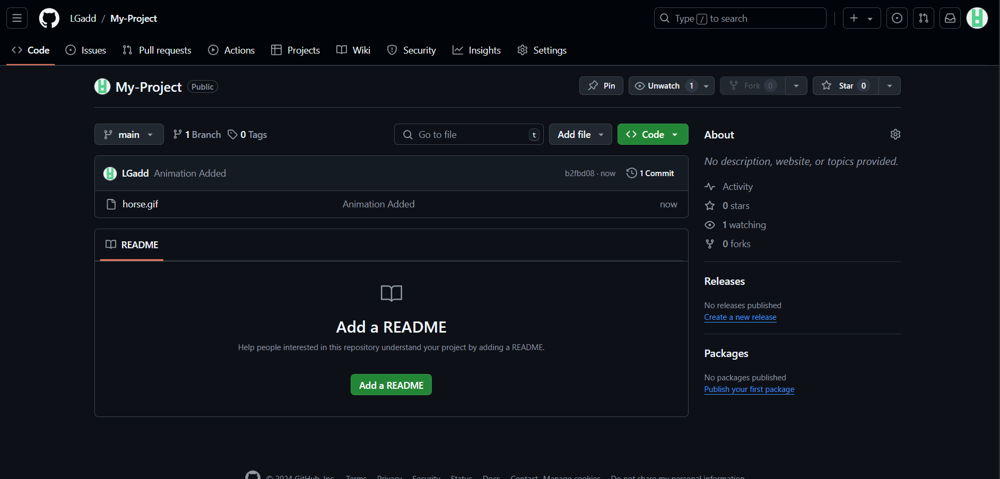 LGadd / My-Project
Type / to search
Code Issues Pull requests Actions Projects Wiki Security Insights Settings
My-Project Public
Pin Unwatch 1 Fork 0 Star 0
main 1 Branch 0 Tags
Go to file t Add file Code
LGadd Animation Added b2fbd08 · now 1 Commit
horse.gif Animation Added now
README
Add a README
Help people interested in this repository understand your project by adding a README.
Add a README
About
No description, website, or topics provided.
Activity
0 stars
1 watching
0 forks
Releases
No releases published
Create a new release
Packages
No packages published
Publish your first package
© 2024 GitHub, Inc. Terms Privacy Security Status Docs Contact Manage cookies Do not share my personal information